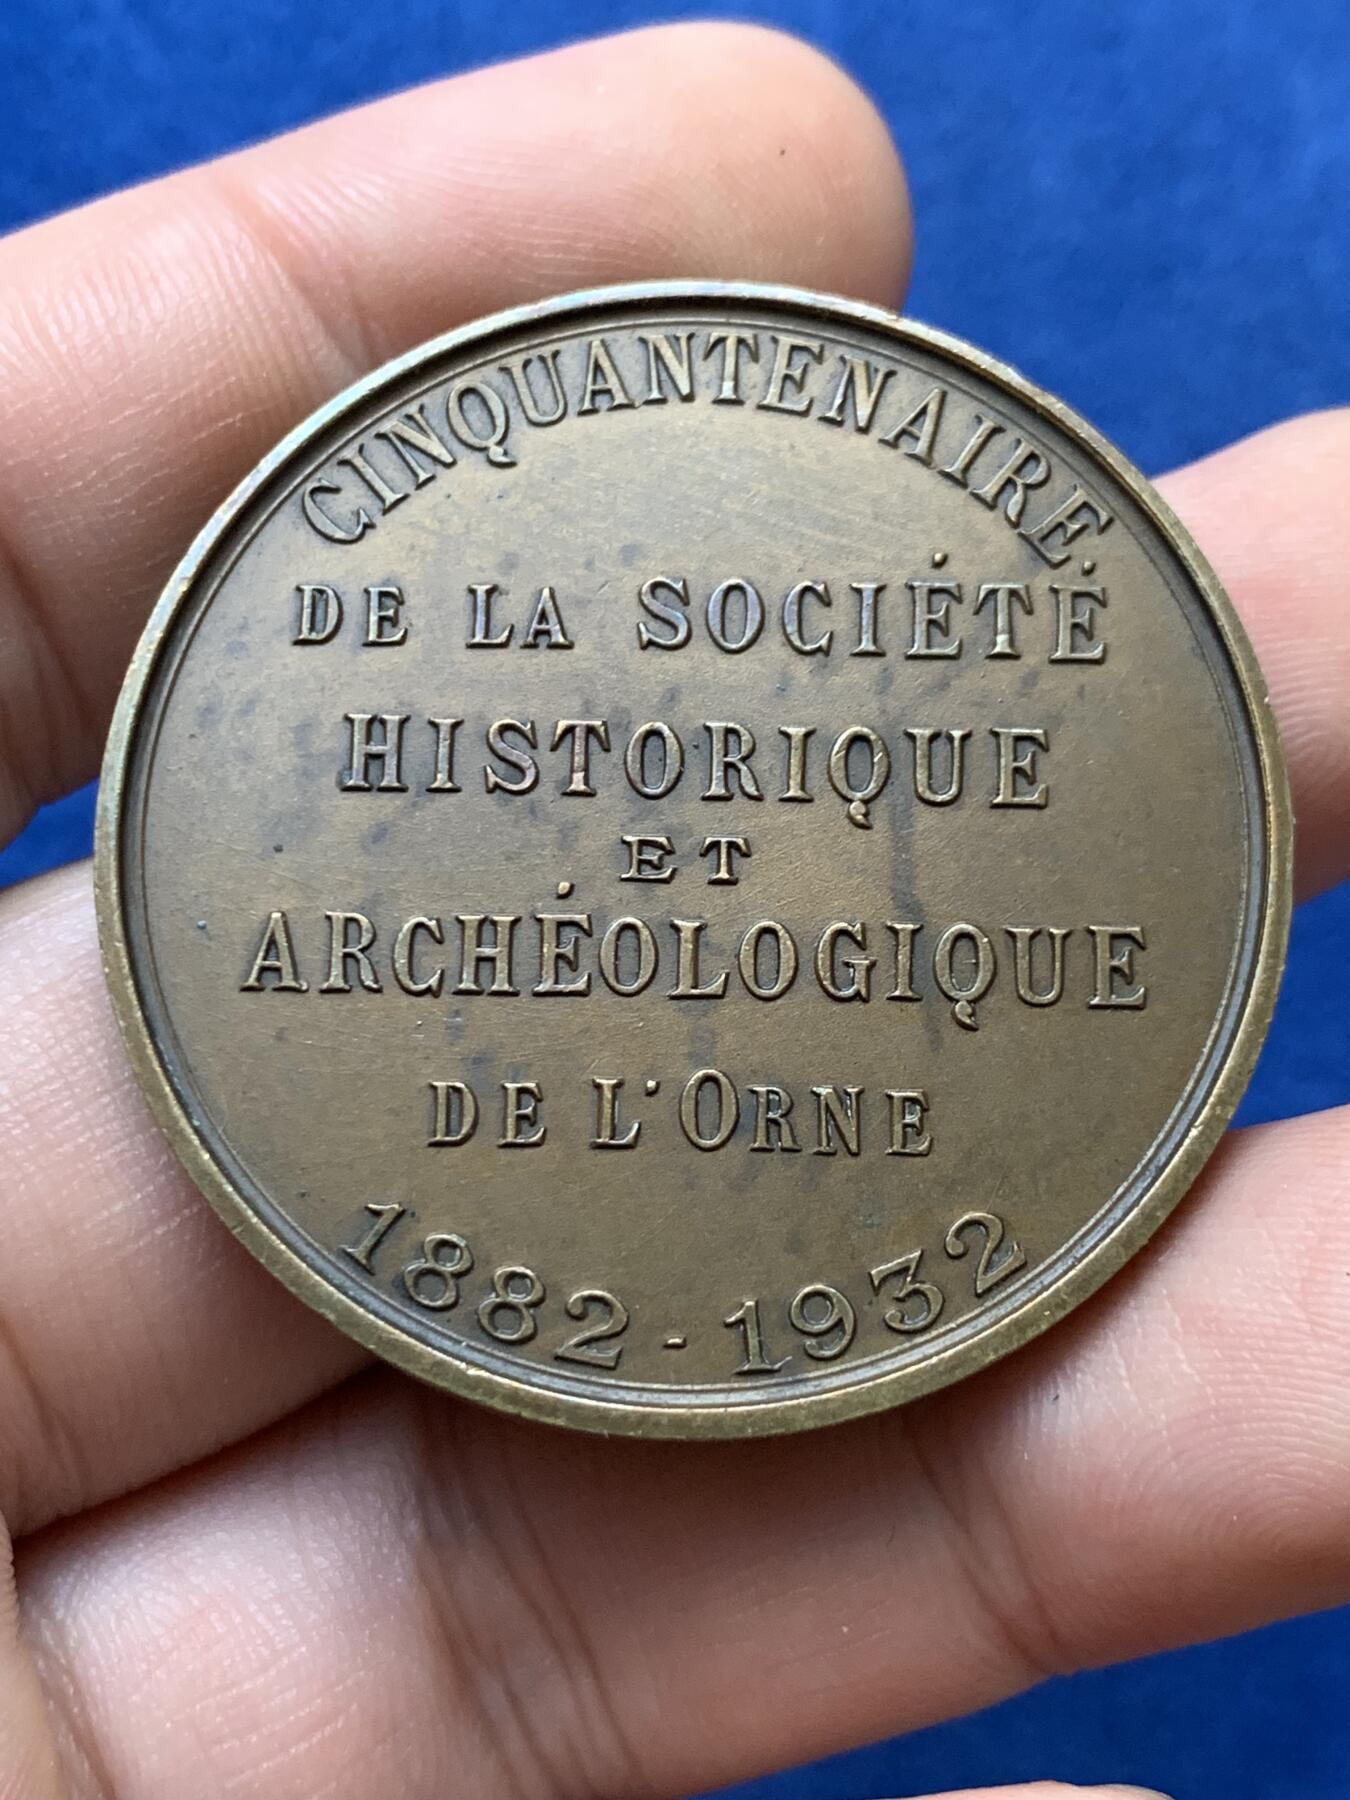 CINQUANTENAIRE
DE LA SOCIÉTÉ
HISTORIQUE
ET
ARCHÉOLOGIQUE
DE L'ORNE
1882-1932